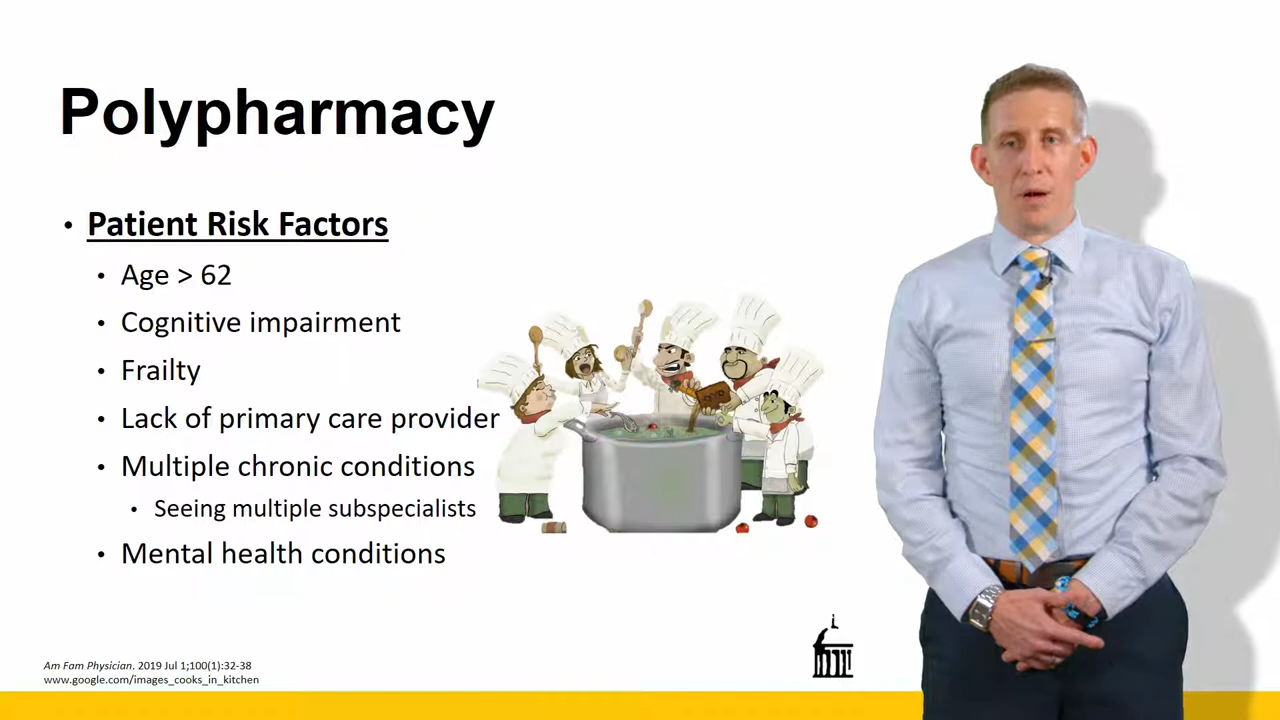 Polypharmacy
• Patient Risk Factors
• Age > 62
• Cognitive impairment
• Frailty
• Lack of primary care provider
• Multiple chronic conditions
• Seeing multiple subspecialists
• Mental health conditions
Am Fam Physician. 2019 Jul 1;100(1):32-38
www.google.com/images_cooks_in_kitchen